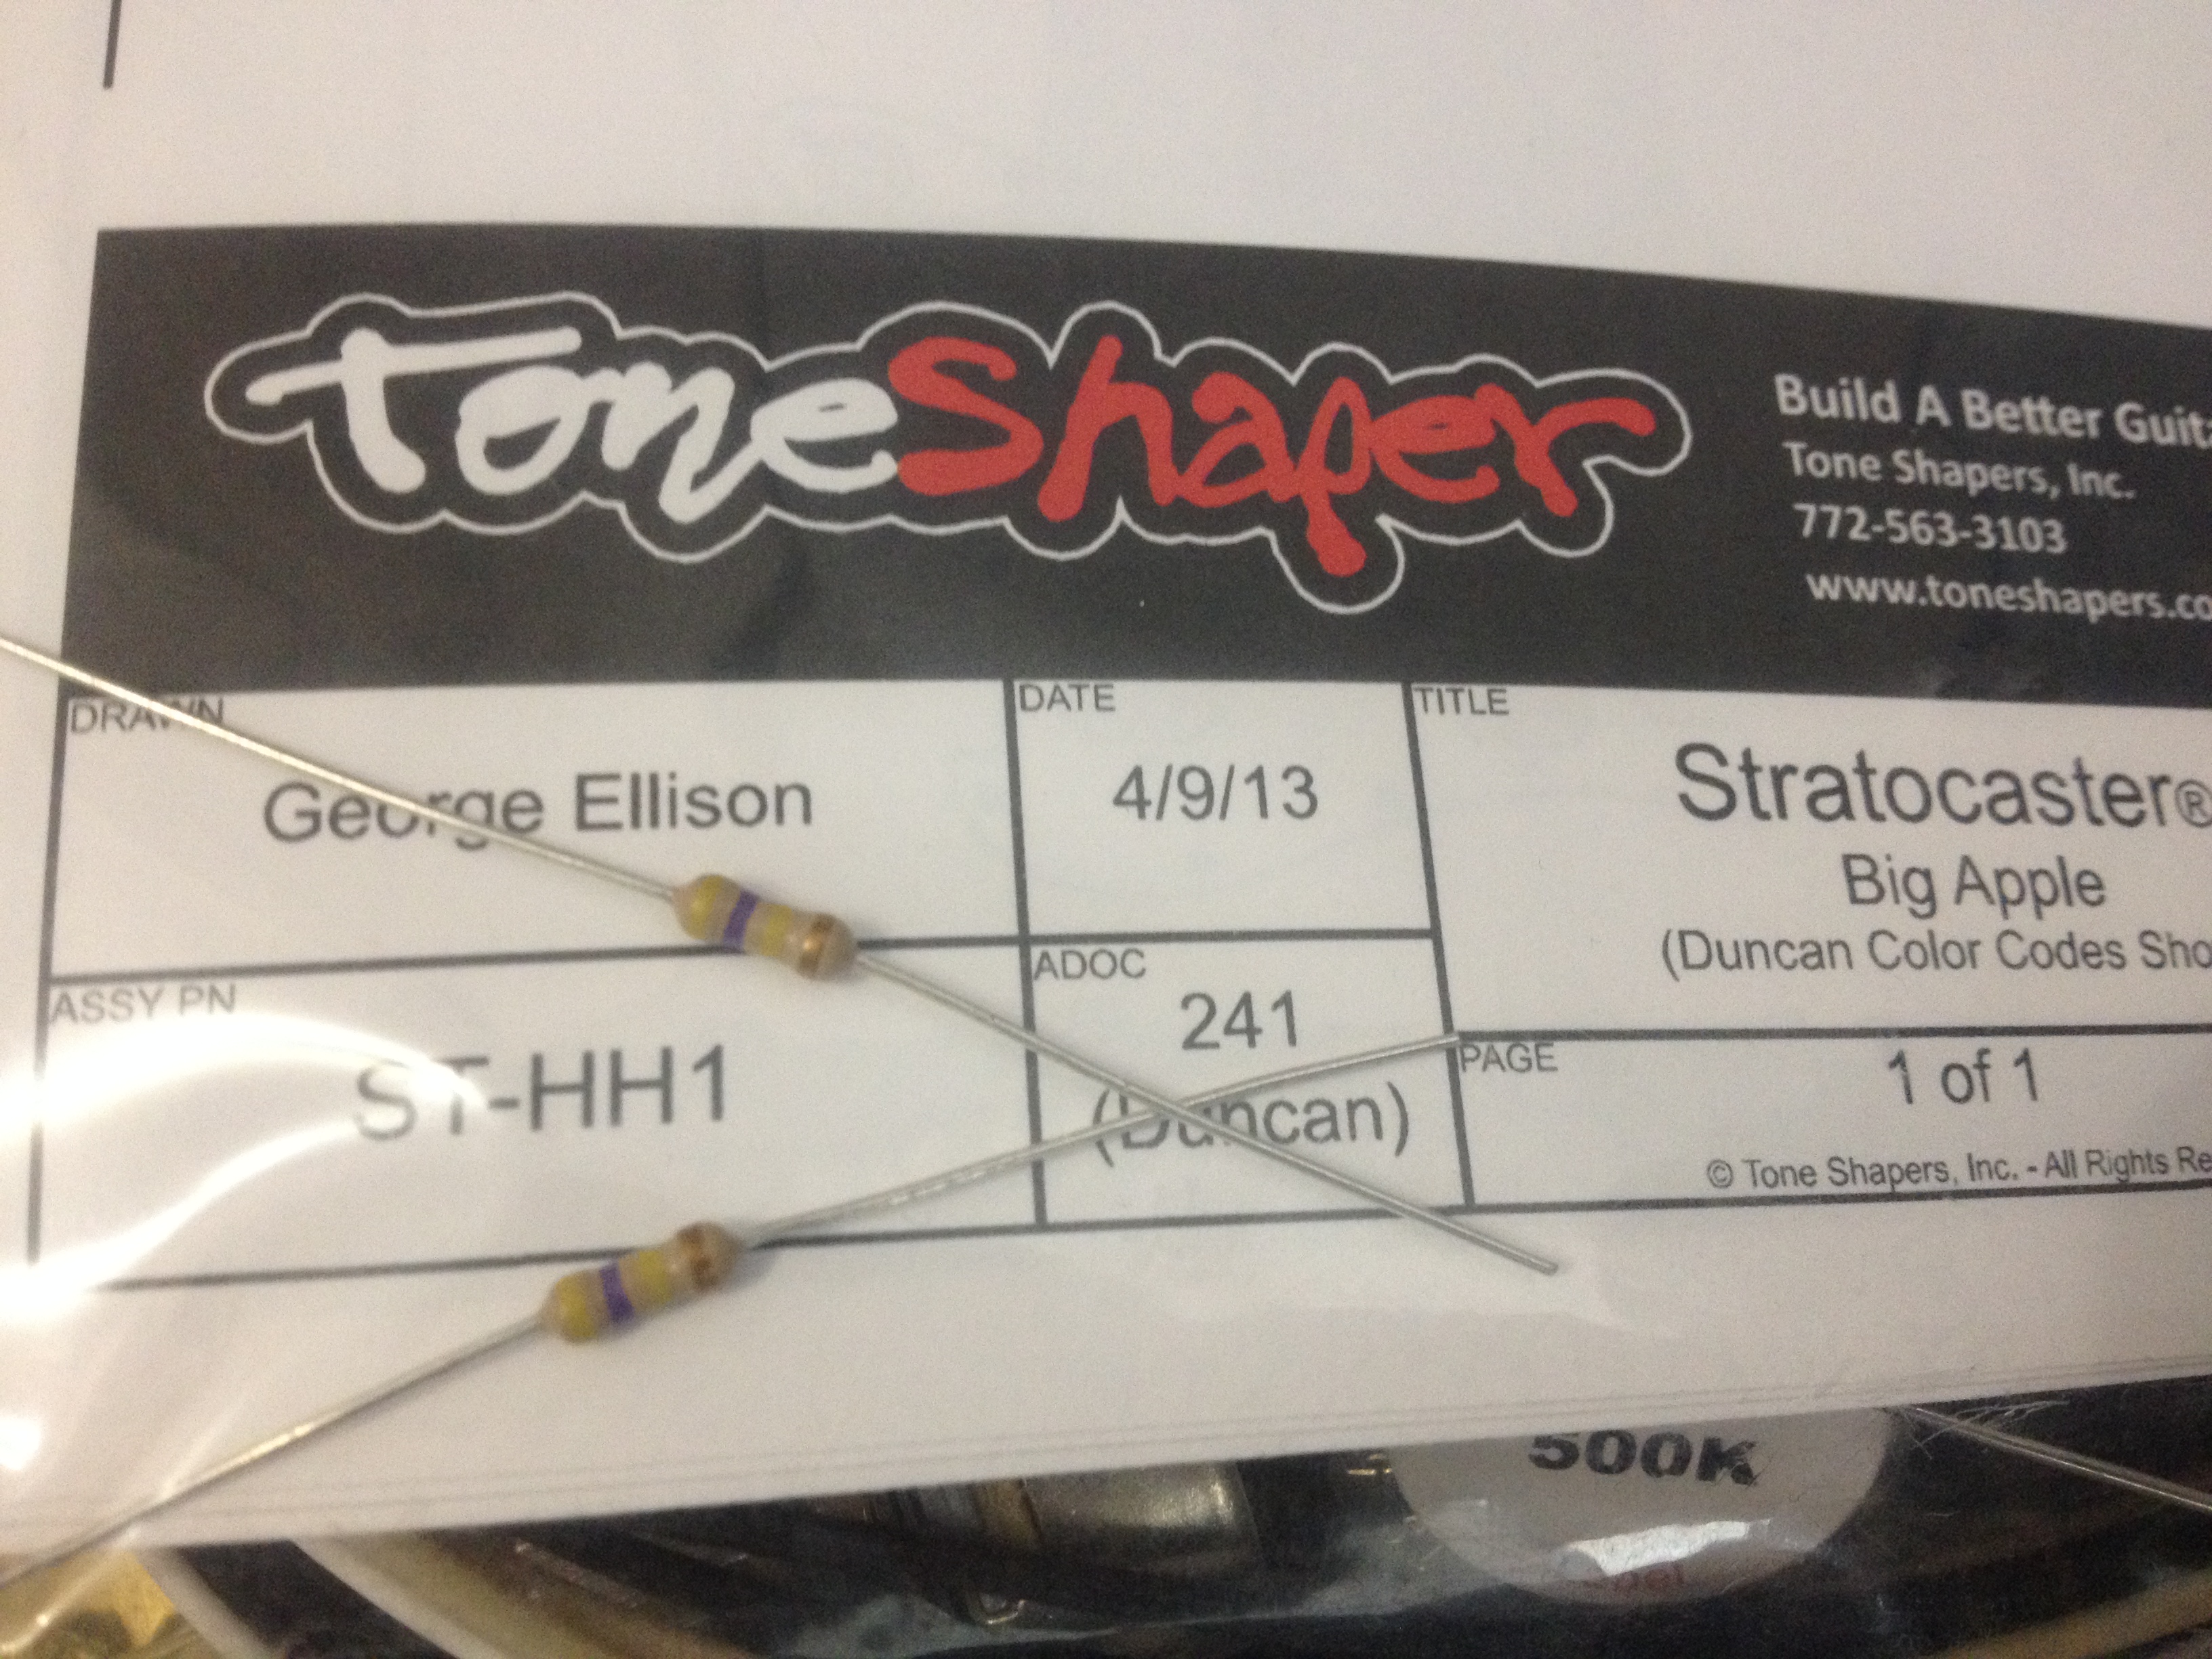 ToneShaper
Build A Better Guita
Tone Shapers, Inc.
772-563-3103
www.toneshapers.co
DRAWN
George Ellison
DATE
4/9/13
TITLE
Stratocaster®
Big Apple
(Duncan Color Codes Sho
ASSY PN
ST-HH1
ADOC
241
(Duncan)
PAGE
1 of 1
© Tone Shapers, Inc. - All Rights Re
500K